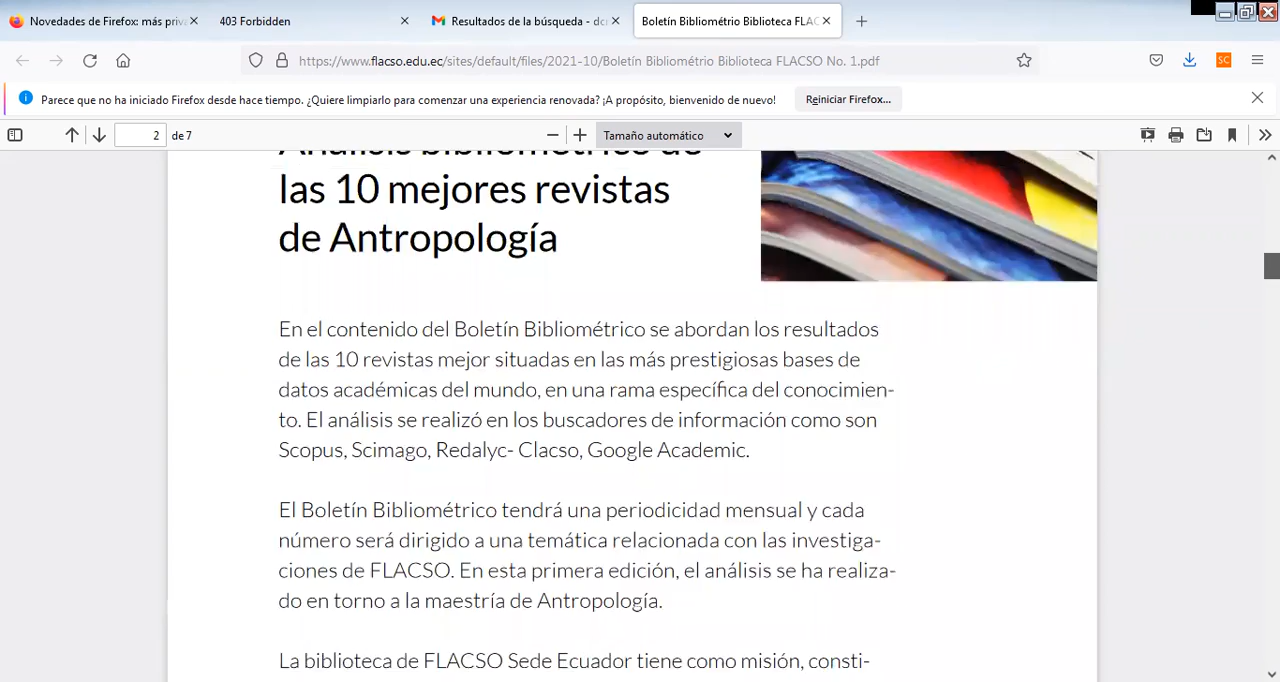 Novedades de Firefox: más priva
403 Forbidden
Resultados de la búsqueda - dcr
Boletín Bibliométrio Biblioteca FLAC
https://www.flacso.edu.ec/sites/default/files/2021-10/Boletín Bibliométrio Biblioteca FLACSO No. 1.pdf
SC
Parece que no ha iniciado Firefox desde hace tiempo. ¿Quiere limpiarlo para comenzar una experiencia renovada? ¡A propósito, bienvenido de nuevo!
Reiniciar Firefox...
2 de 7
Tamaño automático
Análisis bibliométrico de
las 10 mejores revistas
de Antropología
En el contenido del Boletín Bibliométrico se abordan los resultados
de las 10 revistas mejor situadas en las más prestigiosas bases de
datos académicas del mundo, en una rama específica del conocimien-
to. El análisis se realizó en los buscadores de información como son
Scopus, Scimago, Redalyc- Clacso, Google Academic.
El Boletín Bibliométrico tendrá una periodicidad mensual y cada
número será dirigido a una temática relacionada con las investiga-
ciones de FLACSO. En esta primera edición, el análisis se ha realiza-
do en torno a la maestría de Antropología.
La biblioteca de FLACSO Sede Ecuador tiene como misión, consti-